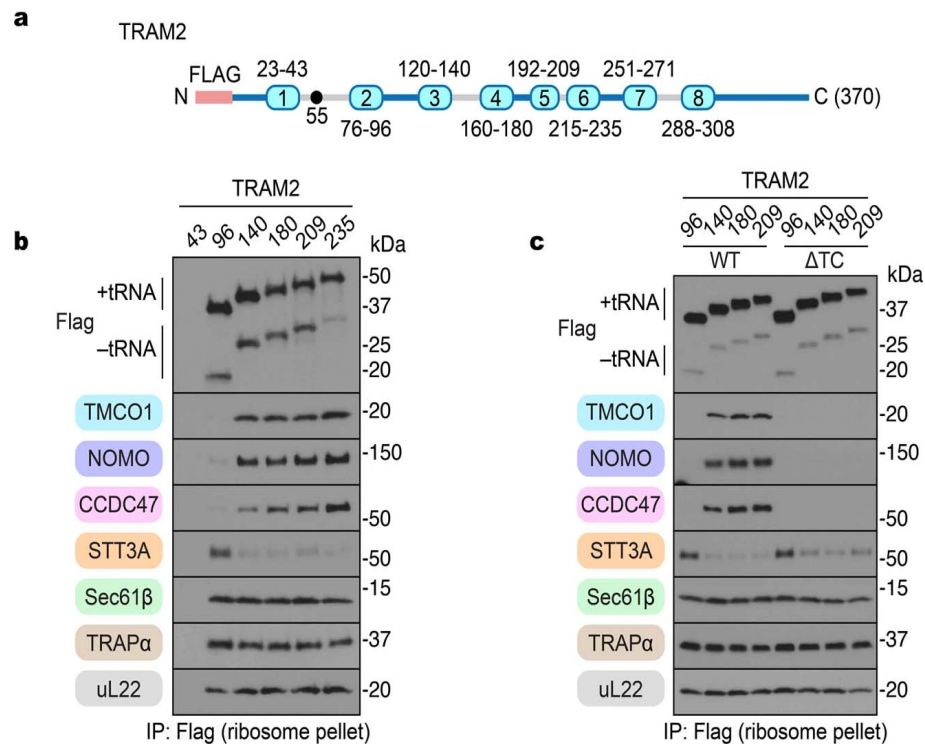 a
TRAM2
FLAG
23-43
120-140
192-209
251-271
N
1
2
3
4
5
6
7
8
C (370)
55
76-96
160-180
215-235
288-308
b
TRAM2
43 96 140 180 209 235
kDa
+tRNA
Flag
–tRNA
-50
-37
-25
-20
TMCO1
-20
NOMO
-150
CCDC47
-50
STT3A
-50
Sec61β
-15
TRAPα
-37
uL22
-20
IP: Flag (ribosome pellet)
c
TRAM2
96 140 180 209 96 140 180 209
WT ΔTC
kDa
+tRNA
Flag
–tRNA
-37
-25
-20
TMCO1
-20
NOMO
-150
CCDC47
-50
STT3A
-50
Sec61β
-15
TRAPα
-37
uL22
-20
IP: Flag (ribosome pellet)